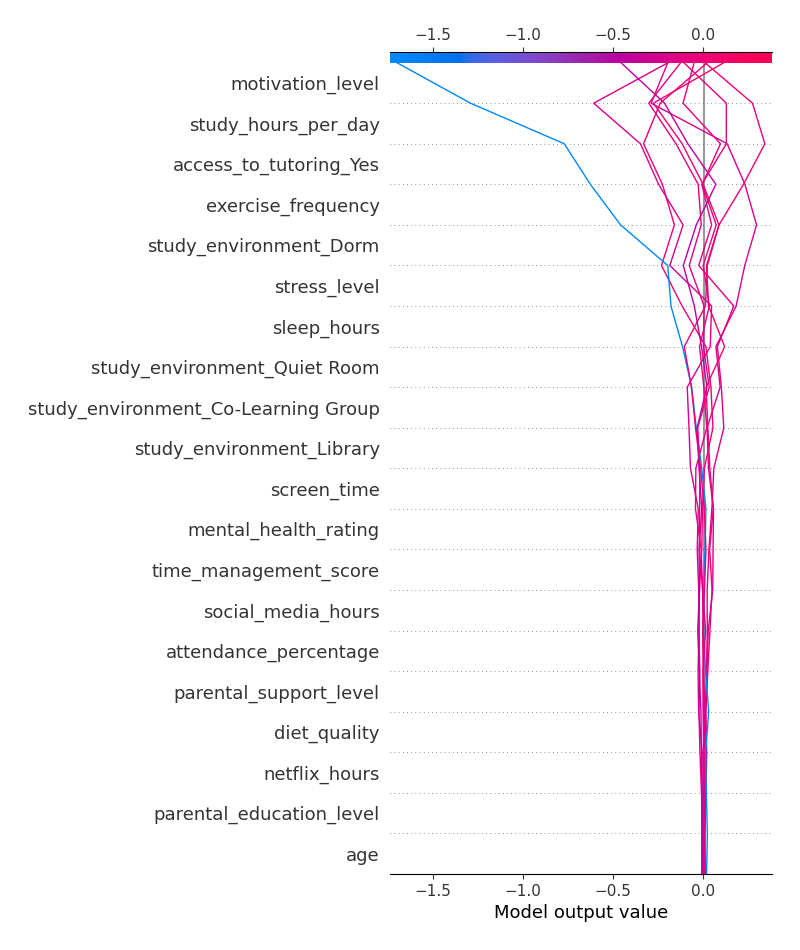 −1.5 −1.0 −0.5 0.0
motivation_level
study_hours_per_day
access_to_tutoring_Yes
exercise_frequency
study_environment_Dorm
stress_level
sleep_hours
study_environment_Quiet Room
study_environment_Co-Learning Group
study_environment_Library
screen_time
mental_health_rating
time_management_score
social_media_hours
attendance_percentage
parental_support_level
diet_quality
netflix_hours
parental_education_level
age
−1.5 −1.0 −0.5 0.0
Model output value